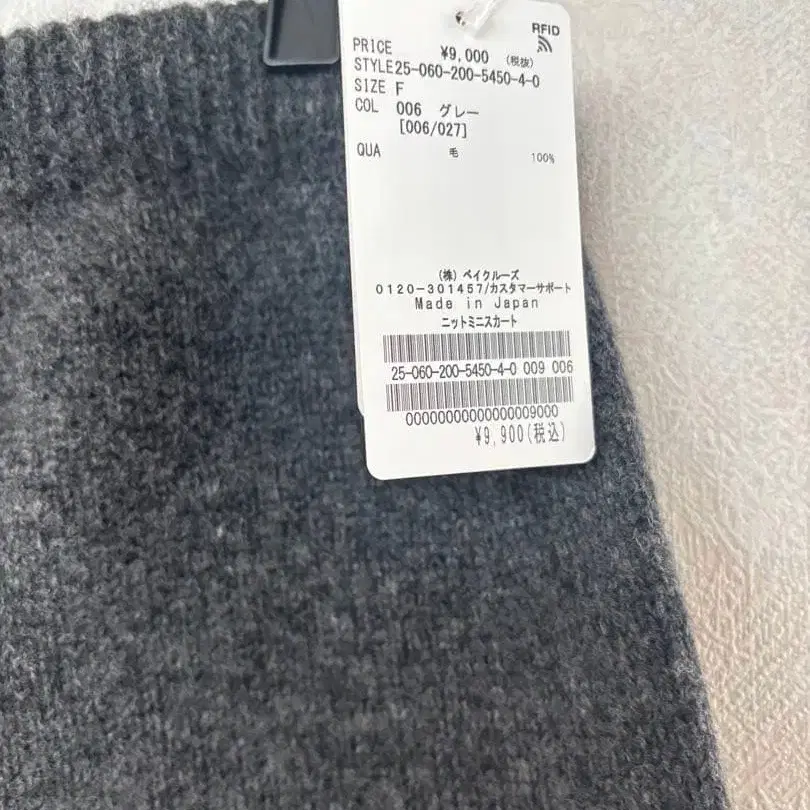 RFID
PRICE ¥9,000 (税抜)
STYLE25-060-200-5450-4-0
SIZE F
COL 006 グレー
[006/027]
QUA 毛 100%
(株)ベイクルーズ
0120-301457/カスタマーサポート
Made in Japan
ニットミニスカート
25-060-200-5450-4-0 009 006
00000000000000009000
¥9,900(税込)